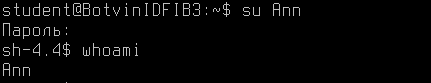 student@BotvinIDFIB3:~$ su Ann
Пароль:
sh-4.4$ whoami
Ann